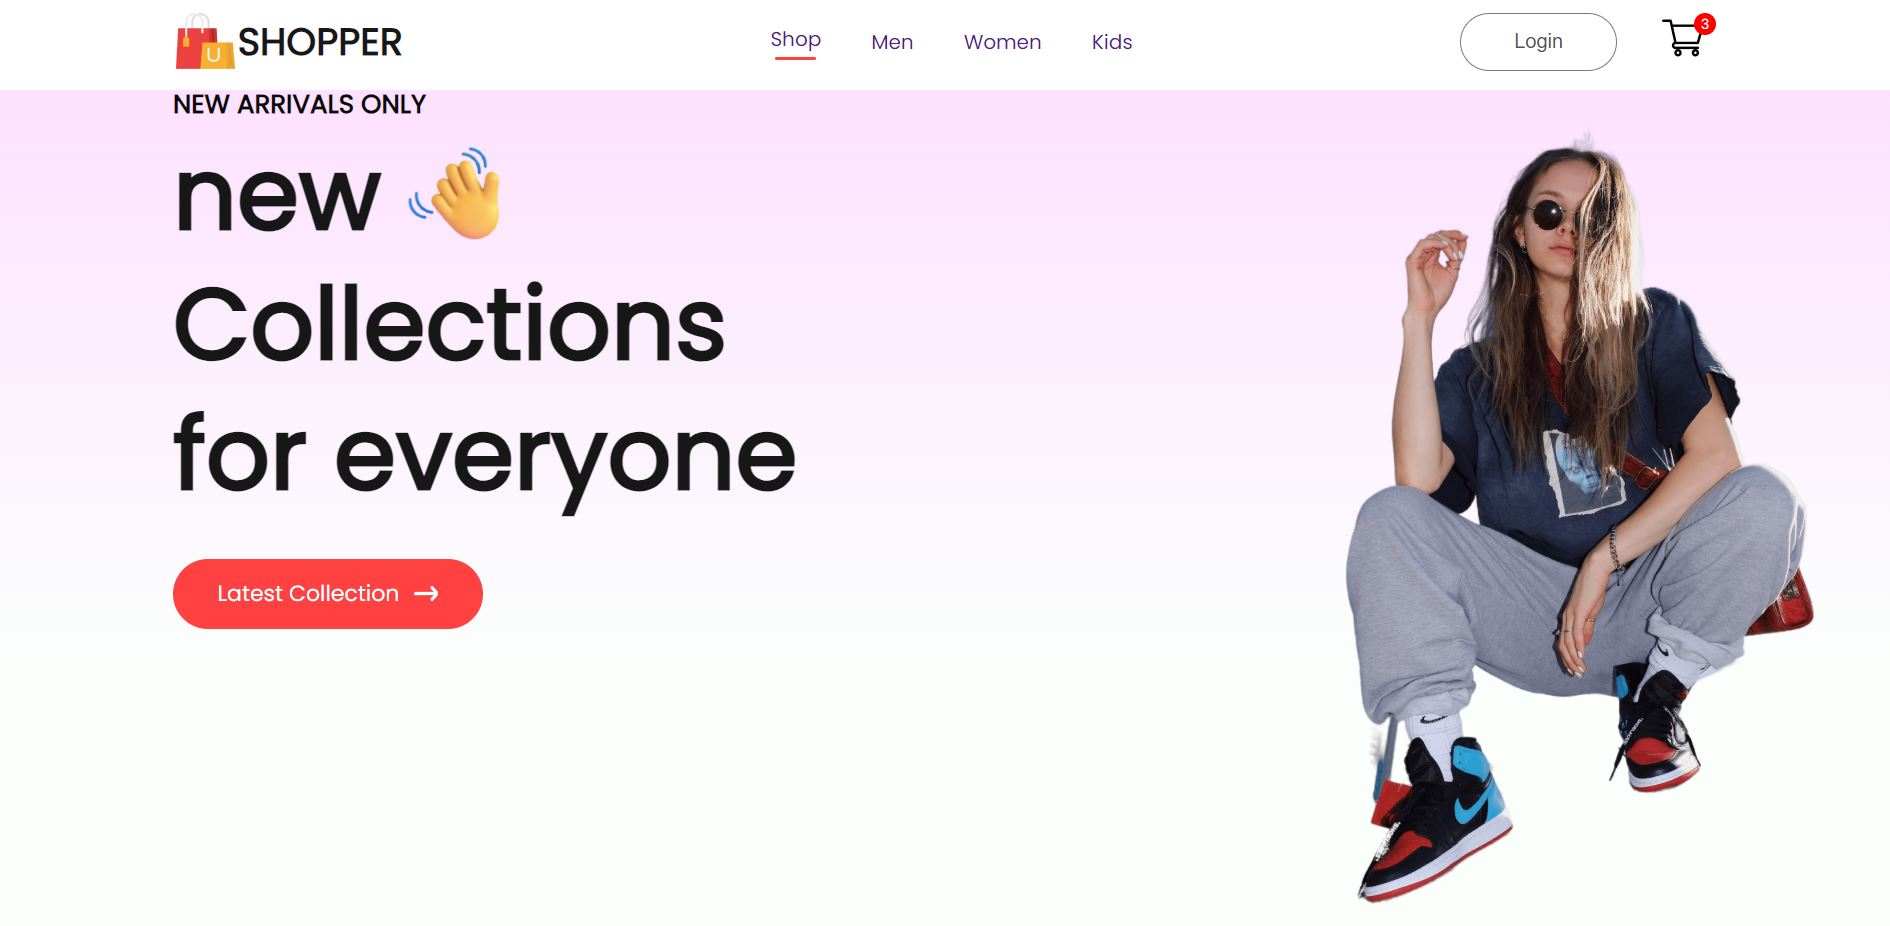 U
SHOPPER
Shop
Men
Women
Kids
Login
3
NEW ARRIVALS ONLY
new 👋
Collections
for everyone
Latest Collection →